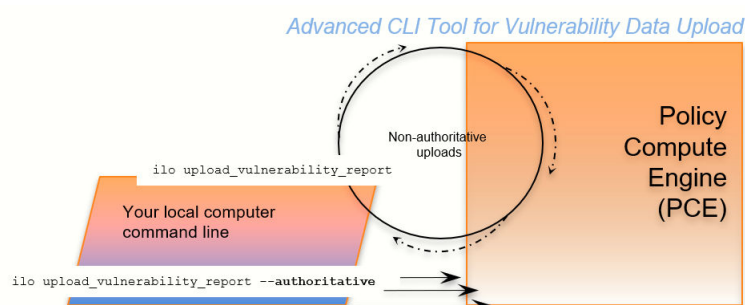 Advanced CLI Tool for Vulnerability Data Upload
Non-authoritative
uploads
Policy
Compute
Engine
(PCE)
ilo upload_vulnerability_report
Your local computer
command line
ilo upload_vulnerability_report --authoritative